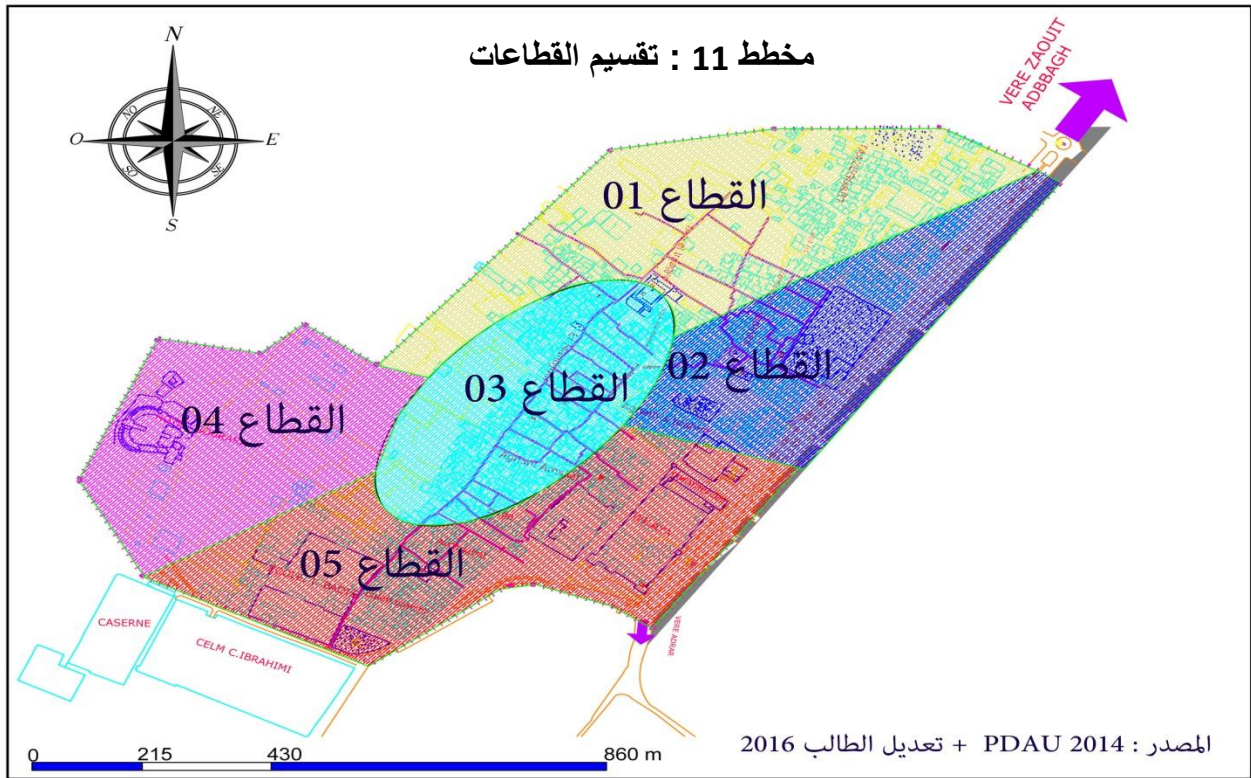 مخطط 11 : تقسيم القطاعات
N
NO
NE
O
E
SO
SE
S
VERE ZAOUIT
ADBBAGH
القطاع 01
القطاع 02
القطاع 03
القطاع 04
القطاع 05
CASERNE
CELM C.IBRAHIMI
VERE ADRAR
0 215 430 860 m
المصدر : PDAU 2014 + تعديل الطالب 2016